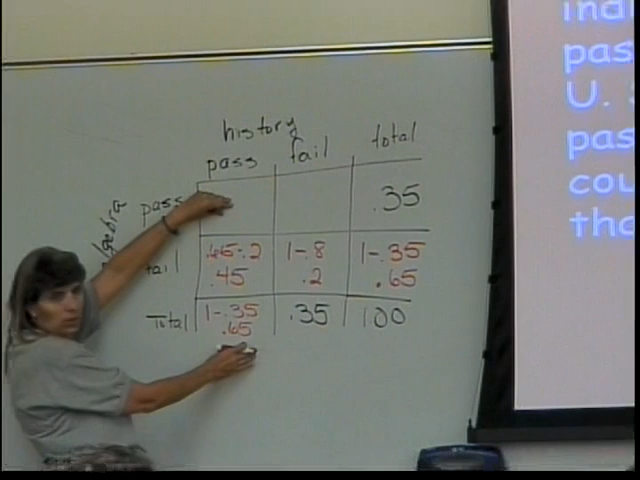 history
pass fail total
pass .35
.65-.2 1-.8 1-.35
.45 .2 .65
Total 1-.35 .35 1.00
.65
pas
U.
pas
cou
the